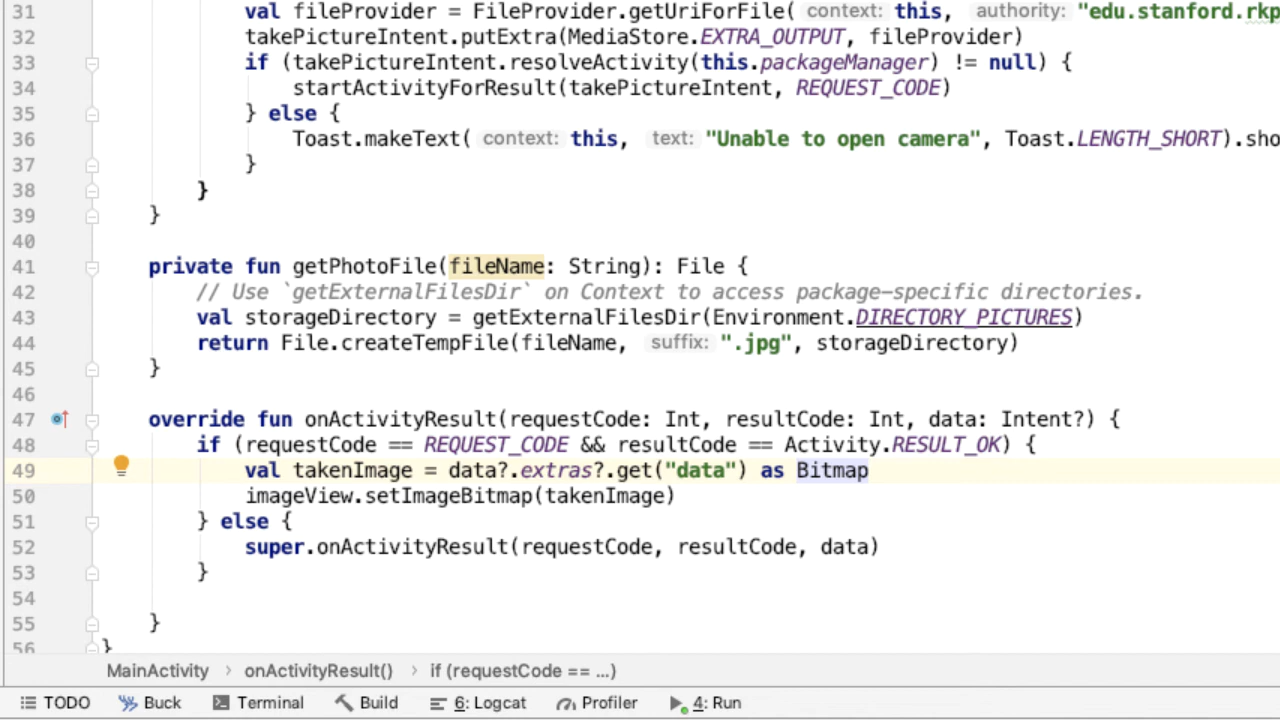 31 val fileProvider = FileProvider.getUriForFile( context: this, authority: "edu.stanford.rkp
32 takePictureIntent.putExtra(MediaStore.EXTRA_OUTPUT, fileProvider)
33 if (takePictureIntent.resolveActivity(this.packageManager) != null) {
34 startActivityForResult(takePictureIntent, REQUEST_CODE)
35 } else {
36 Toast.makeText( context: this, text: "Unable to open camera", Toast.LENGTH_SHORT).sho
37 }
38 }
39 }
40
41 private fun getPhotoFile(fileName: String): File {
42 // Use `getExternalFilesDir` on Context to access package-specific directories.
43 val storageDirectory = getExternalFilesDir(Environment.DIRECTORY_PICTURES)
44 return File.createTempFile(fileName, suffix: ".jpg", storageDirectory)
45 }
46
47 override fun onActivityResult(requestCode: Int, resultCode: Int, data: Intent?) {
48 if (requestCode == REQUEST_CODE && resultCode == Activity.RESULT_OK) {
49 val takenImage = data?.extras?.get("data") as Bitmap
50 imageView.setImageBitmap(takenImage)
51 } else {
52 super.onActivityResult(requestCode, resultCode, data)
53 }
54
55 }
56 }
MainActivity › onActivityResult() › if (requestCode == ...)
TODO Buck Terminal Build 6: Logcat Profiler 4: Run